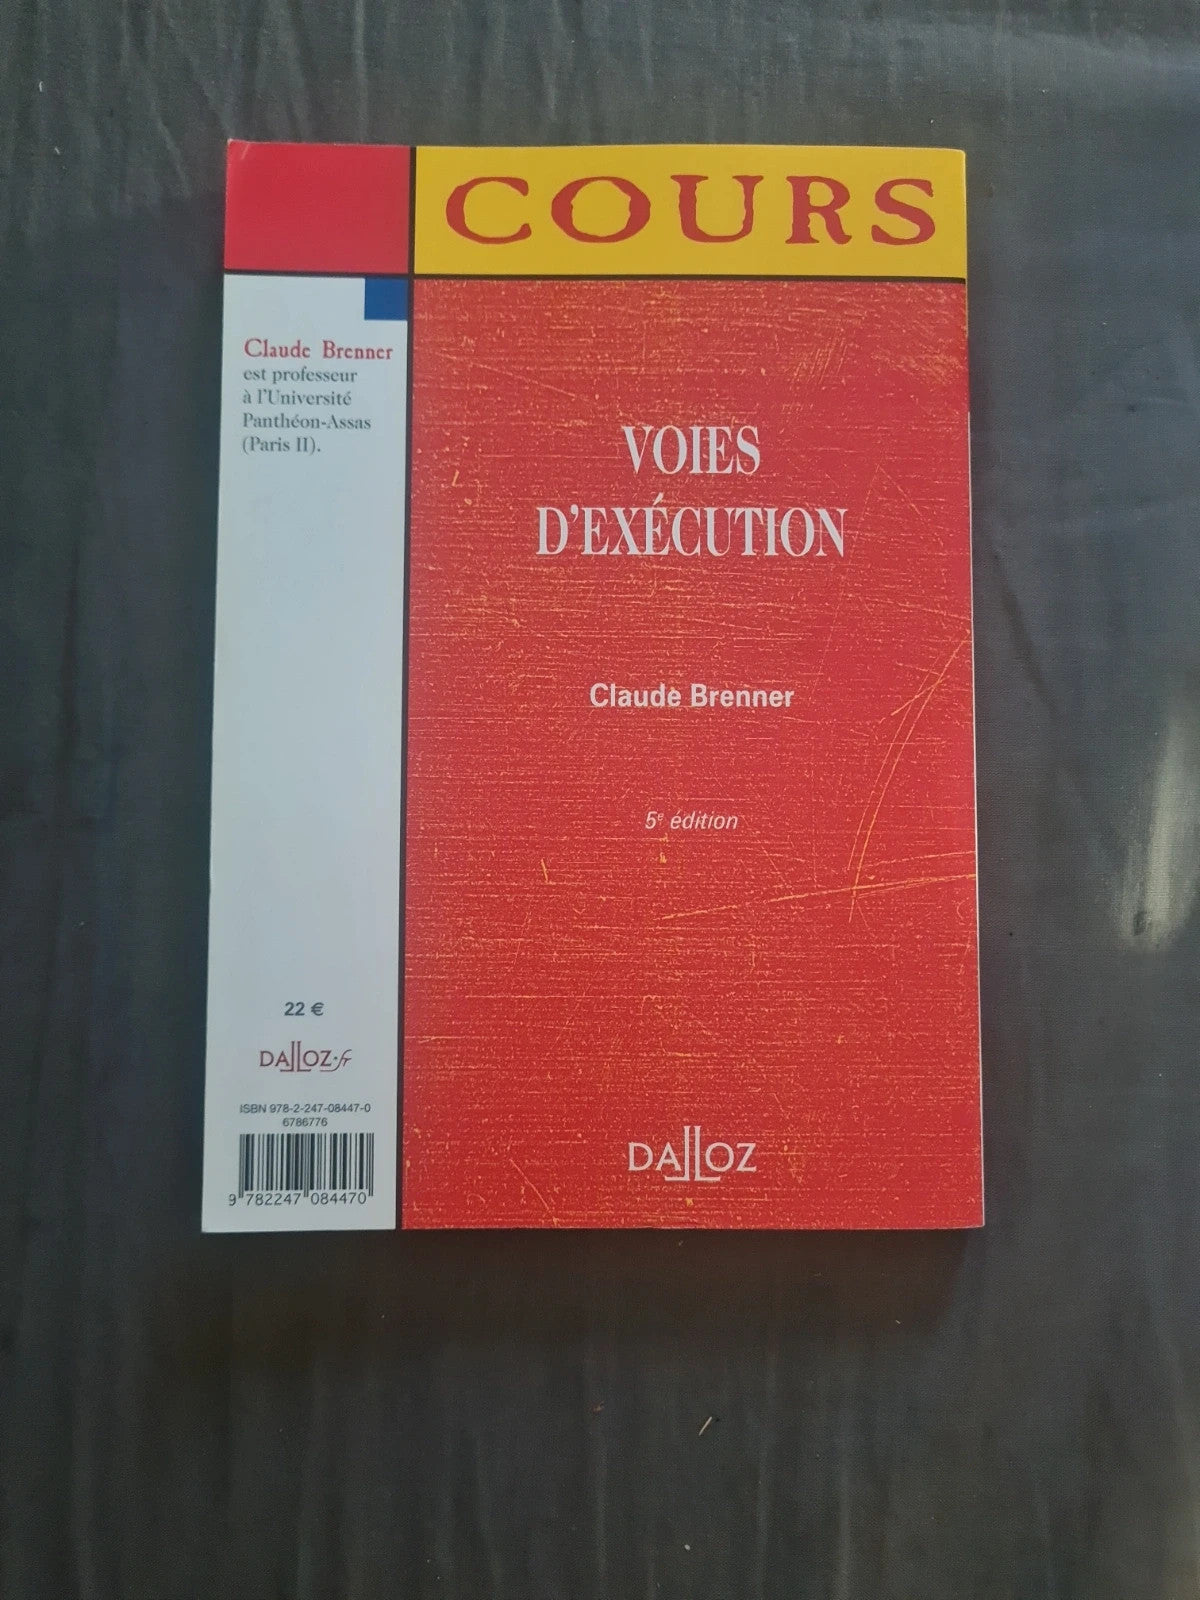 COURS
Claude Brenner
est professeur
à l'Université
Panthéon-Assas
(Paris II).
VOIES
D'EXÉCUTION
Claude Brenner
5e édition
22 €
DALLOZ.fr
ISBN 978-2-247-08447-0
6786776
9 782247 084470
DALLOZ